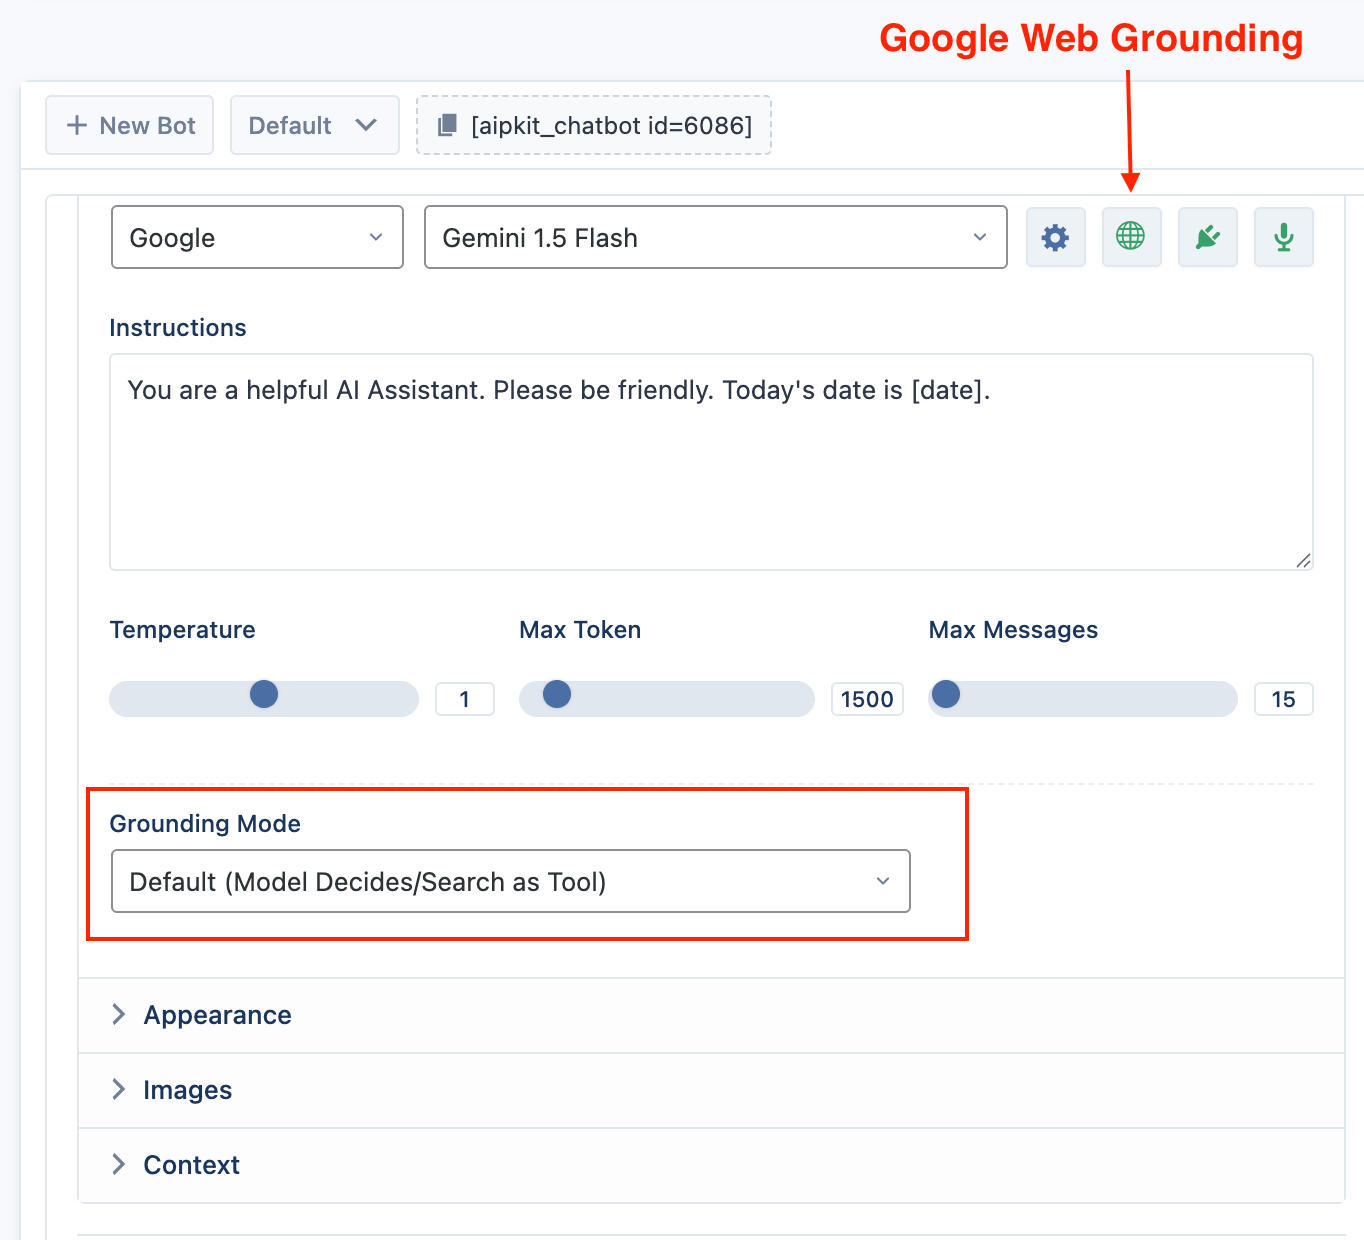 Google Web Grounding
New Bot
Default
[aipkit_chatbot id=6086]
Google
Gemini 1.5 Flash
Instructions
You are a helpful AI Assistant. Please be friendly. Today's date is [date].
Temperature
Max Token
Max Messages
1
1500
15
Grounding Mode
Default (Model Decides/Search as Tool)
Appearance
Images
Context